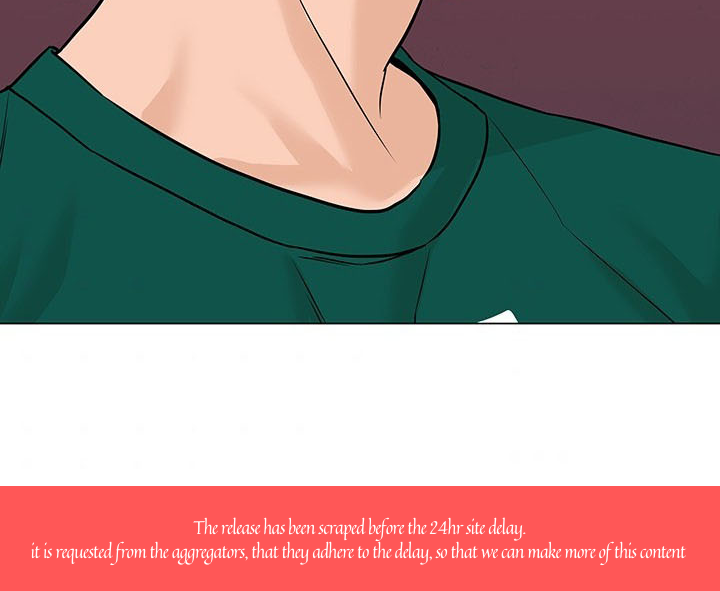 The release has been scraped before the 24hr site delay.
it is requested from the aggregators, that they adhere to the delay, so that we can make more of this content